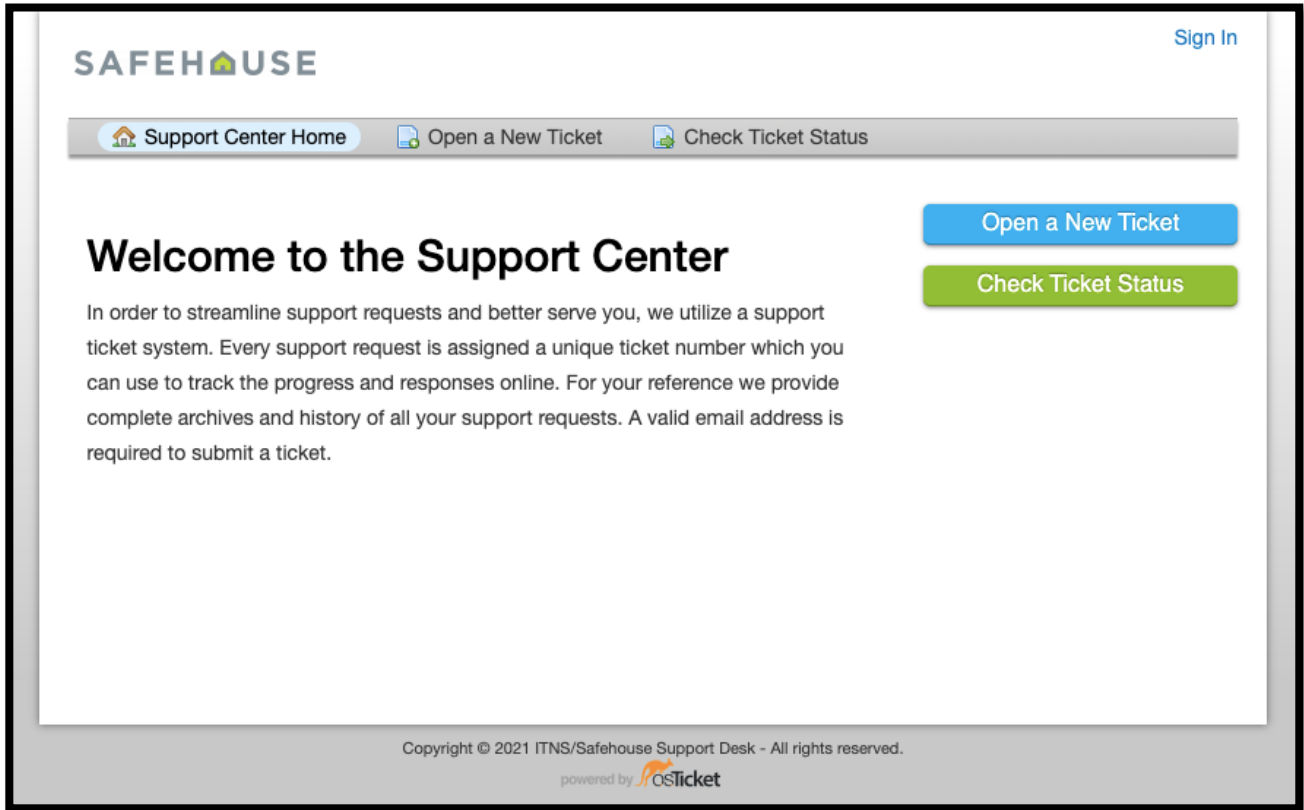 Sign In
SAFEHOUSE
Support Center Home Open a New Ticket Check Ticket Status
Open a New Ticket
Check Ticket Status
Welcome to the Support Center
In order to streamline support requests and better serve you, we utilize a support
ticket system. Every support request is assigned a unique ticket number which you
can use to track the progress and responses online. For your reference we provide
complete archives and history of all your support requests. A valid email address is
required to submit a ticket.
Copyright © 2021 ITNS/Safehouse Support Desk - All rights reserved.
powered by osTicket